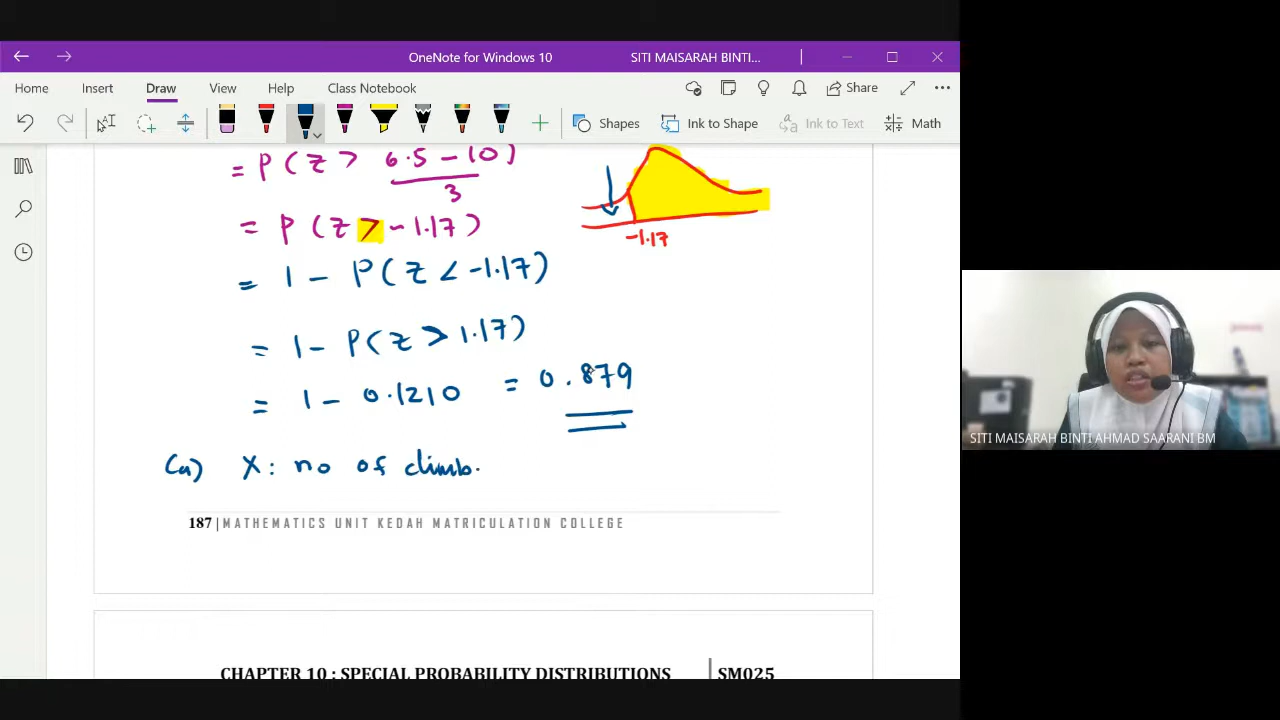 OneNote for Windows 10 SITI MAISARAH BINTI...
Home Insert Draw View Help Class Notebook Share
Shapes Ink to Shape Ink to Text Math
= P ( Z > 6.5 - 10 )
3
= P ( Z > -1.17 )
-1.17
= 1 - P ( Z < -1.17 )
= 1 - P ( Z > 1.17 )
= 1 - 0.1210 = 0.879
(a) X : no of climb.
187 | MATHEMATICS UNIT KEDAH MATRICULATION COLLEGE
CHAPTER 10 : SPECIAL PROBABILITY DISTRIBUTIONS SM025
SITI MAISARAH BINTI AHMAD SAARANI BM